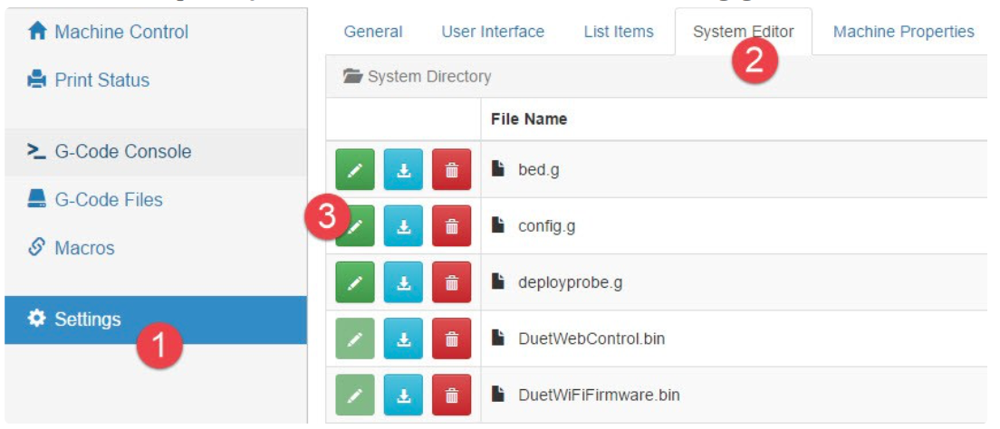 Machine Control
Print Status
G-Code Console
G-Code Files
Macros
Settings
1
General User Interface List Items System Editor Machine Properties
2
System Directory
File Name
bed.g
3
config.g
deployprobe.g
DuetWebControl.bin
DuetWiFiFirmware.bin